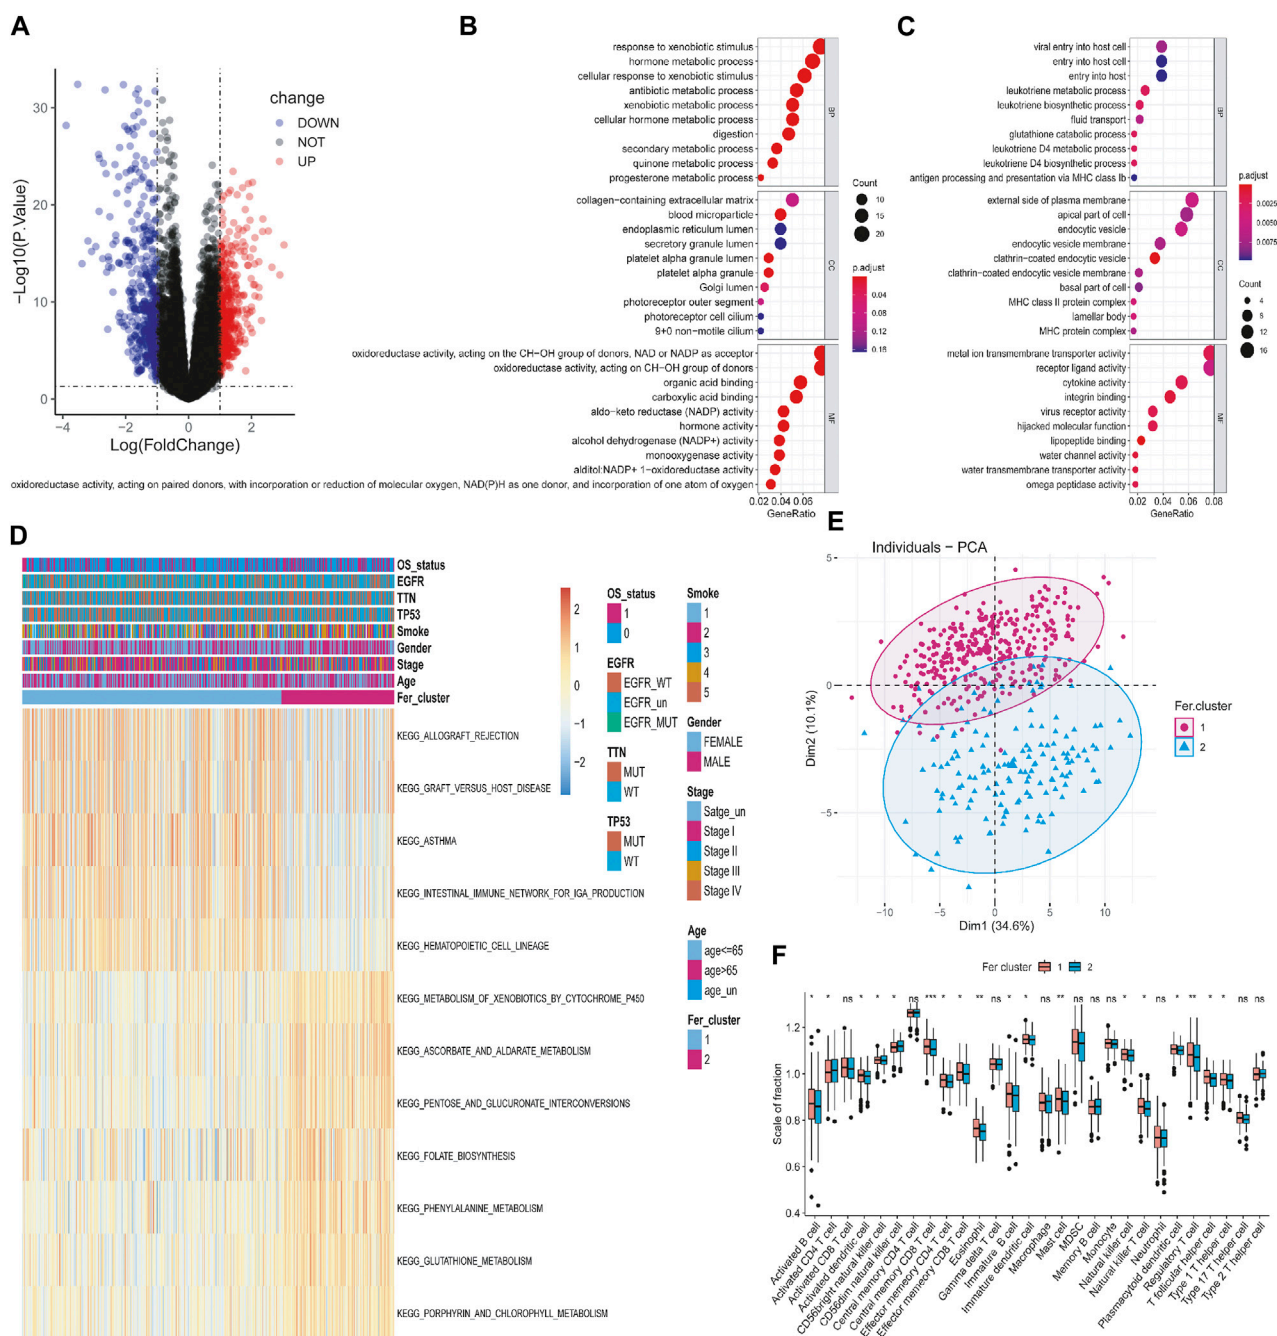 A
30
20
10
0
−4
−2
0
2
−Log10(P.Value)
Log(FoldChange)
change
DOWN
NOT
UP
B
response to xenobiotic stimulus
hormone metabolic process
cellular response to xenobiotic stimulus
antibiotic metabolic process
xenobiotic metabolic process
cellular hormone metabolic process
digestion
secondary metabolic process
quinone metabolic process
progesterone metabolic process
BP
collagen−containing extracellular matrix
blood microparticle
endoplasmic reticulum lumen
secretory granule lumen
platelet alpha granule lumen
platelet alpha granule
Golgi lumen
photoreceptor outer segment
photoreceptor cell cilium
9+0 non−motile cilium
CC
oxidoreductase activity, acting on the CH−OH group of donors, NAD or NADP as acceptor
oxidoreductase activity, acting on CH−OH group of donors
organic acid binding
carboxylic acid binding
aldo−keto reductase (NADP) activity
hormone activity
alcohol dehydrogenase (NADP+) activity
monooxygenase activity
alditol:NADP+ 1−oxidoreductase activity
oxidoreductase activity, acting on paired donors, with incorporation or reduction of molecular oxygen, NAD(P)H as one donor, and incorporation of one atom of oxygen
MF
0.02 0.04 0.06
GeneRatio
Count
10
15
20
p.adjust
0.04
0.08
0.12
0.16
C
viral entry into host cell
entry into host cell
entry into host
leukotriene metabolic process
leukotriene biosynthetic process
fluid transport
glutathione catabolic process
leukotriene D4 metabolic process
leukotriene D4 biosynthetic process
antigen processing and presentation via MHC class Ib
BP
external side of plasma membrane
apical part of cell
endocytic vesicle
endocytic vesicle membrane
clathrin−coated endocytic vesicle
clathrin−coated endocytic vesicle membrane
basal part of cell
MHC class II protein complex
lamellar body
MHC protein complex
CC
metal ion transmembrane transporter activity
receptor ligand activity
cytokine activity
integrin binding
virus receptor activity
hijacked molecular function
lipopeptide binding
water channel activity
water transmembrane transporter activity
omega peptidase activity
MF
0.02 0.04 0.06 0.08
GeneRatio
p.adjust
0.0025
0.0050
0.0075
Count
4
8
12
16
D
OS_status
EGFR
TTN
TP53
Smoke
Gender
Stage
Age
Fer_cluster
KEGG_ALLOGRAFT_REJECTION
KEGG_GRAFT_VERSUS_HOST_DISEASE
KEGG_ASTHMA
KEGG_INTESTINAL_IMMUNE_NETWORK_FOR_IGA_PRODUCTION
KEGG_HEMATOPOIETIC_CELL_LINEAGE
KEGG_METABOLISM_OF_XENOBIOTICS_BY_CYTOCHROME_P450
KEGG_ASCORBATE_AND_ALDARATE_METABOLISM
KEGG_PENTOSE_AND_GLUCURONATE_INTERCONVERSIONS
KEGG_FOLATE_BIOSYNTHESIS
KEGG_PHENYLALANINE_METABOLISM
KEGG_GLUTATHIONE_METABOLISM
KEGG_PORPHYRIN_AND_CHLOROPHYLL_METABOLISM
2
1
0
−1
−2
OS_status
1
0
EGFR
EGFR_WT
EGFR_un
EGFR_MUT
TTN
MUT
WT
TP53
MUT
WT
Smoke
1
2
3
4
5
Gender
FEMALE
MALE
Stage
Satge_un
Stage I
Stage II
Stage III
Stage IV
Age
age<=65
age>65
age_un
Fer_cluster
1
2
E
Individuals − PCA
5
0
−5
Dim2 (10.1%)
−10 −5 0 5 10
Dim1 (34.6%)
Fer.cluster
1
2
F
Fer cluster 1 2
* * ns * * * ns *** * * ** ns * * ns ** ns ns ns * * ns * ** * * ns ns
1.2
1.0
0.8
0.6
0.4
Scale of fraction
Activated B cell
Activated CD4 T cell
Activated CD8 T cell
Activated dendritic cell
CD56bright natural killer cell
CD56dim natural killer cell
Central memory CD4 T cell
Central memory CD8 T cell
Effector memeory CD4 T cell
Effector memeory CD8 T cell
Eosinophil
Gamma delta T cell
Immature B cell
Immature dendritic cell
Macrophage
Mast cell
MDSC
Memory B cell
Monocyte
Natural killer cell
Natural killer T cell
Neutrophil
Plasmacytoid dendritic cell
Regulatory T cell
T follicular helper cell
Type 1 T helper cell
Type 17 T helper cell
Type 2 T helper cell